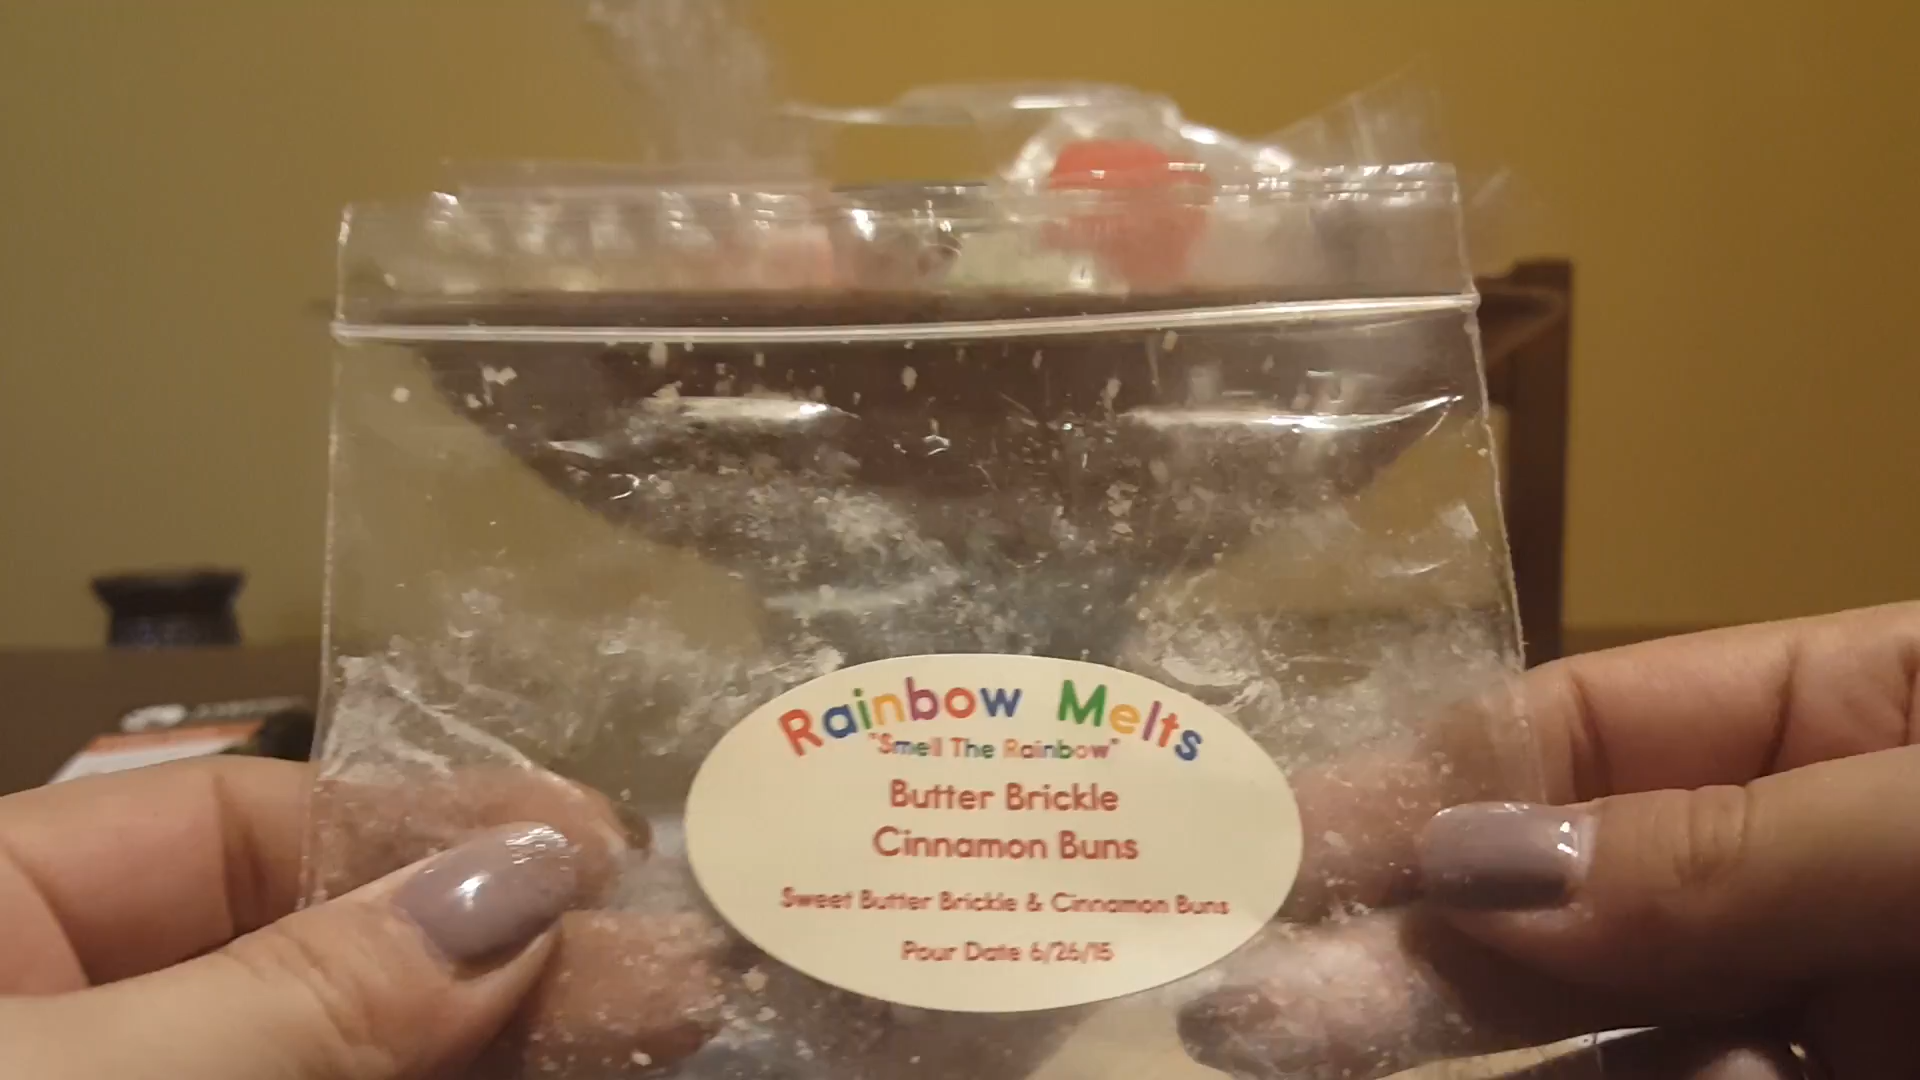 Rainbow Melts
"Smell The Rainbow"
Butter Brickle
Cinnamon Buns
Sweet Butter Brickle & Cinnamon Buns
Pour Date 6/26/15